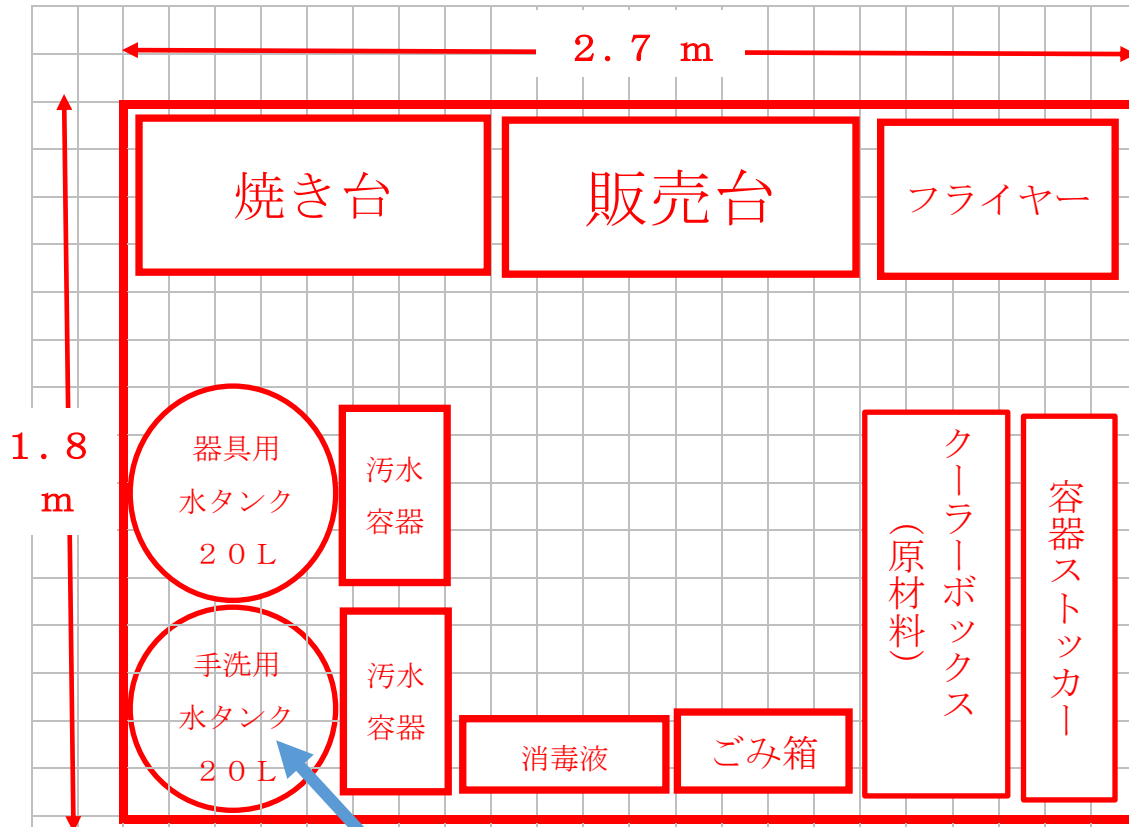 ２.７ m
焼き台
販売台
フライヤー
1.8
m
器具用
水タンク
２０L
汚水
容器
クーラーボックス
（原材料）
容器ストッカー
手洗用
水タンク
２０L
汚水
容器
消毒液
ごみ箱